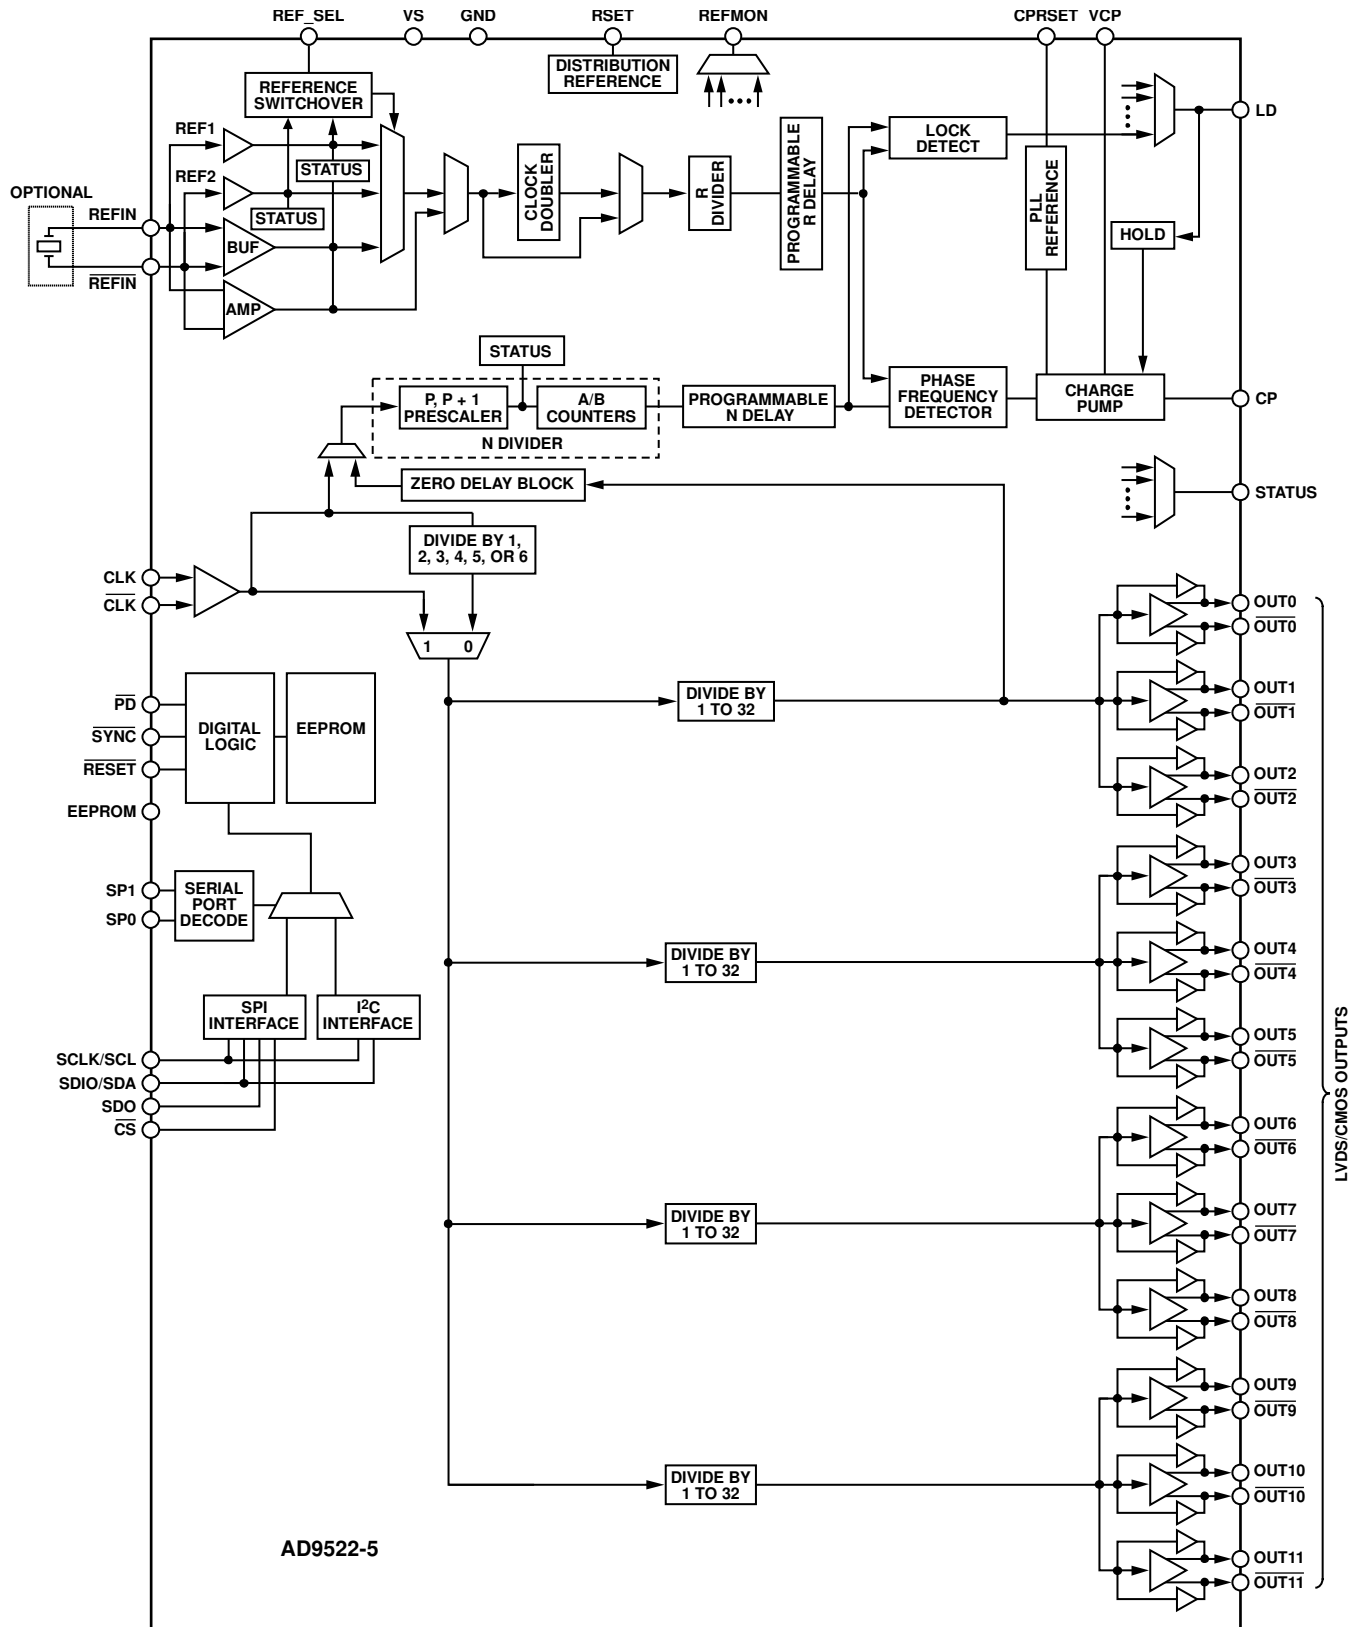 REF_SEL
VS
GND
RSET
REFMON
CPRSET
VCP
DISTRIBUTION
REFERENCE
REFERENCE
SWITCHOVER
LD
REF1
STATUS
REF2
STATUS
OPTIONAL
REFIN
BUF
REFIN
AMP
CLOCK
DOUBLER
R
DIVIDER
PROGRAMMABLE
R DELAY
LOCK
DETECT
PLL
REFERENCE
HOLD
STATUS
P, P + 1
PRESCALER
A/B
COUNTERS
N DIVIDER
PROGRAMMABLE
N DELAY
PHASE
FREQUENCY
DETECTOR
CHARGE
PUMP
CP
ZERO DELAY BLOCK
STATUS
DIVIDE BY 1,
2, 3, 4, 5, OR 6
CLK
CLK
1 0
OUT0
OUT0
PD
SYNC
RESET
EEPROM
DIGITAL
LOGIC
EEPROM
DIVIDE BY
1 TO 32
OUT1
OUT1
OUT2
OUT2
SP1
SP0
SERIAL
PORT
DECODE
OUT3
OUT3
DIVIDE BY
1 TO 32
OUT4
OUT4
SPI
INTERFACE
I2C
INTERFACE
OUT5
OUT5
SCLK/SCL
SDIO/SDA
SDO
CS
LVDS/CMOS OUTPUTS
OUT6
OUT6
DIVIDE BY
1 TO 32
OUT7
OUT7
OUT8
OUT8
OUT9
OUT9
DIVIDE BY
1 TO 32
OUT10
OUT10
AD9522-5
OUT11
OUT11